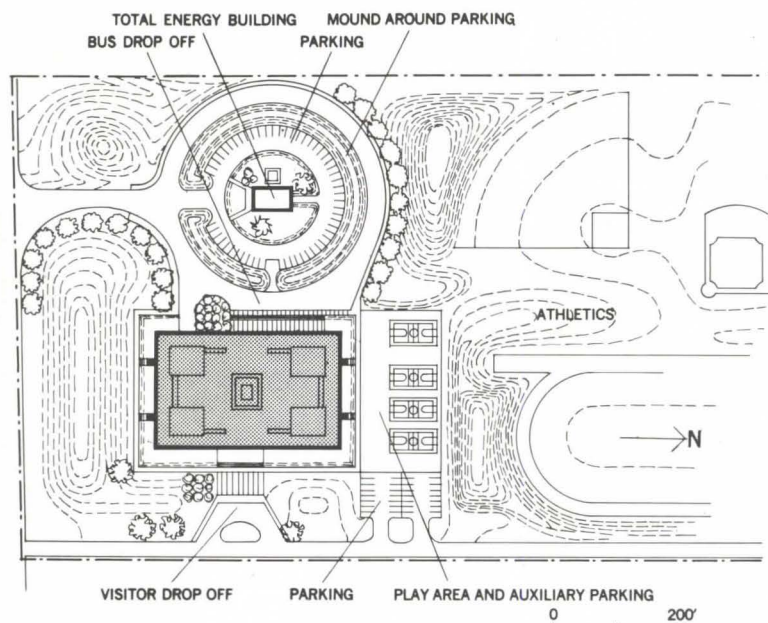 TOTAL ENERGY BUILDING MOUND AROUND PARKING
BUS DROP OFF PARKING
ATHLETICS
N
VISITOR DROP OFF PARKING PLAY AREA AND AUXILIARY PARKING
0 200'